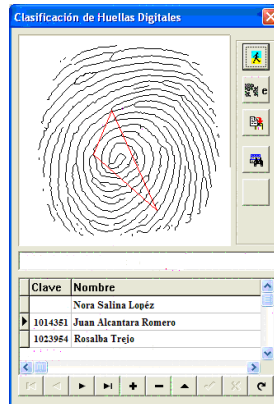 Clasificación de Huellas Digitales
e
Clave Nombre
Nora Salina Lopéz
1014351 Juan Alcantara Romero
1023954 Rosalba Trejo